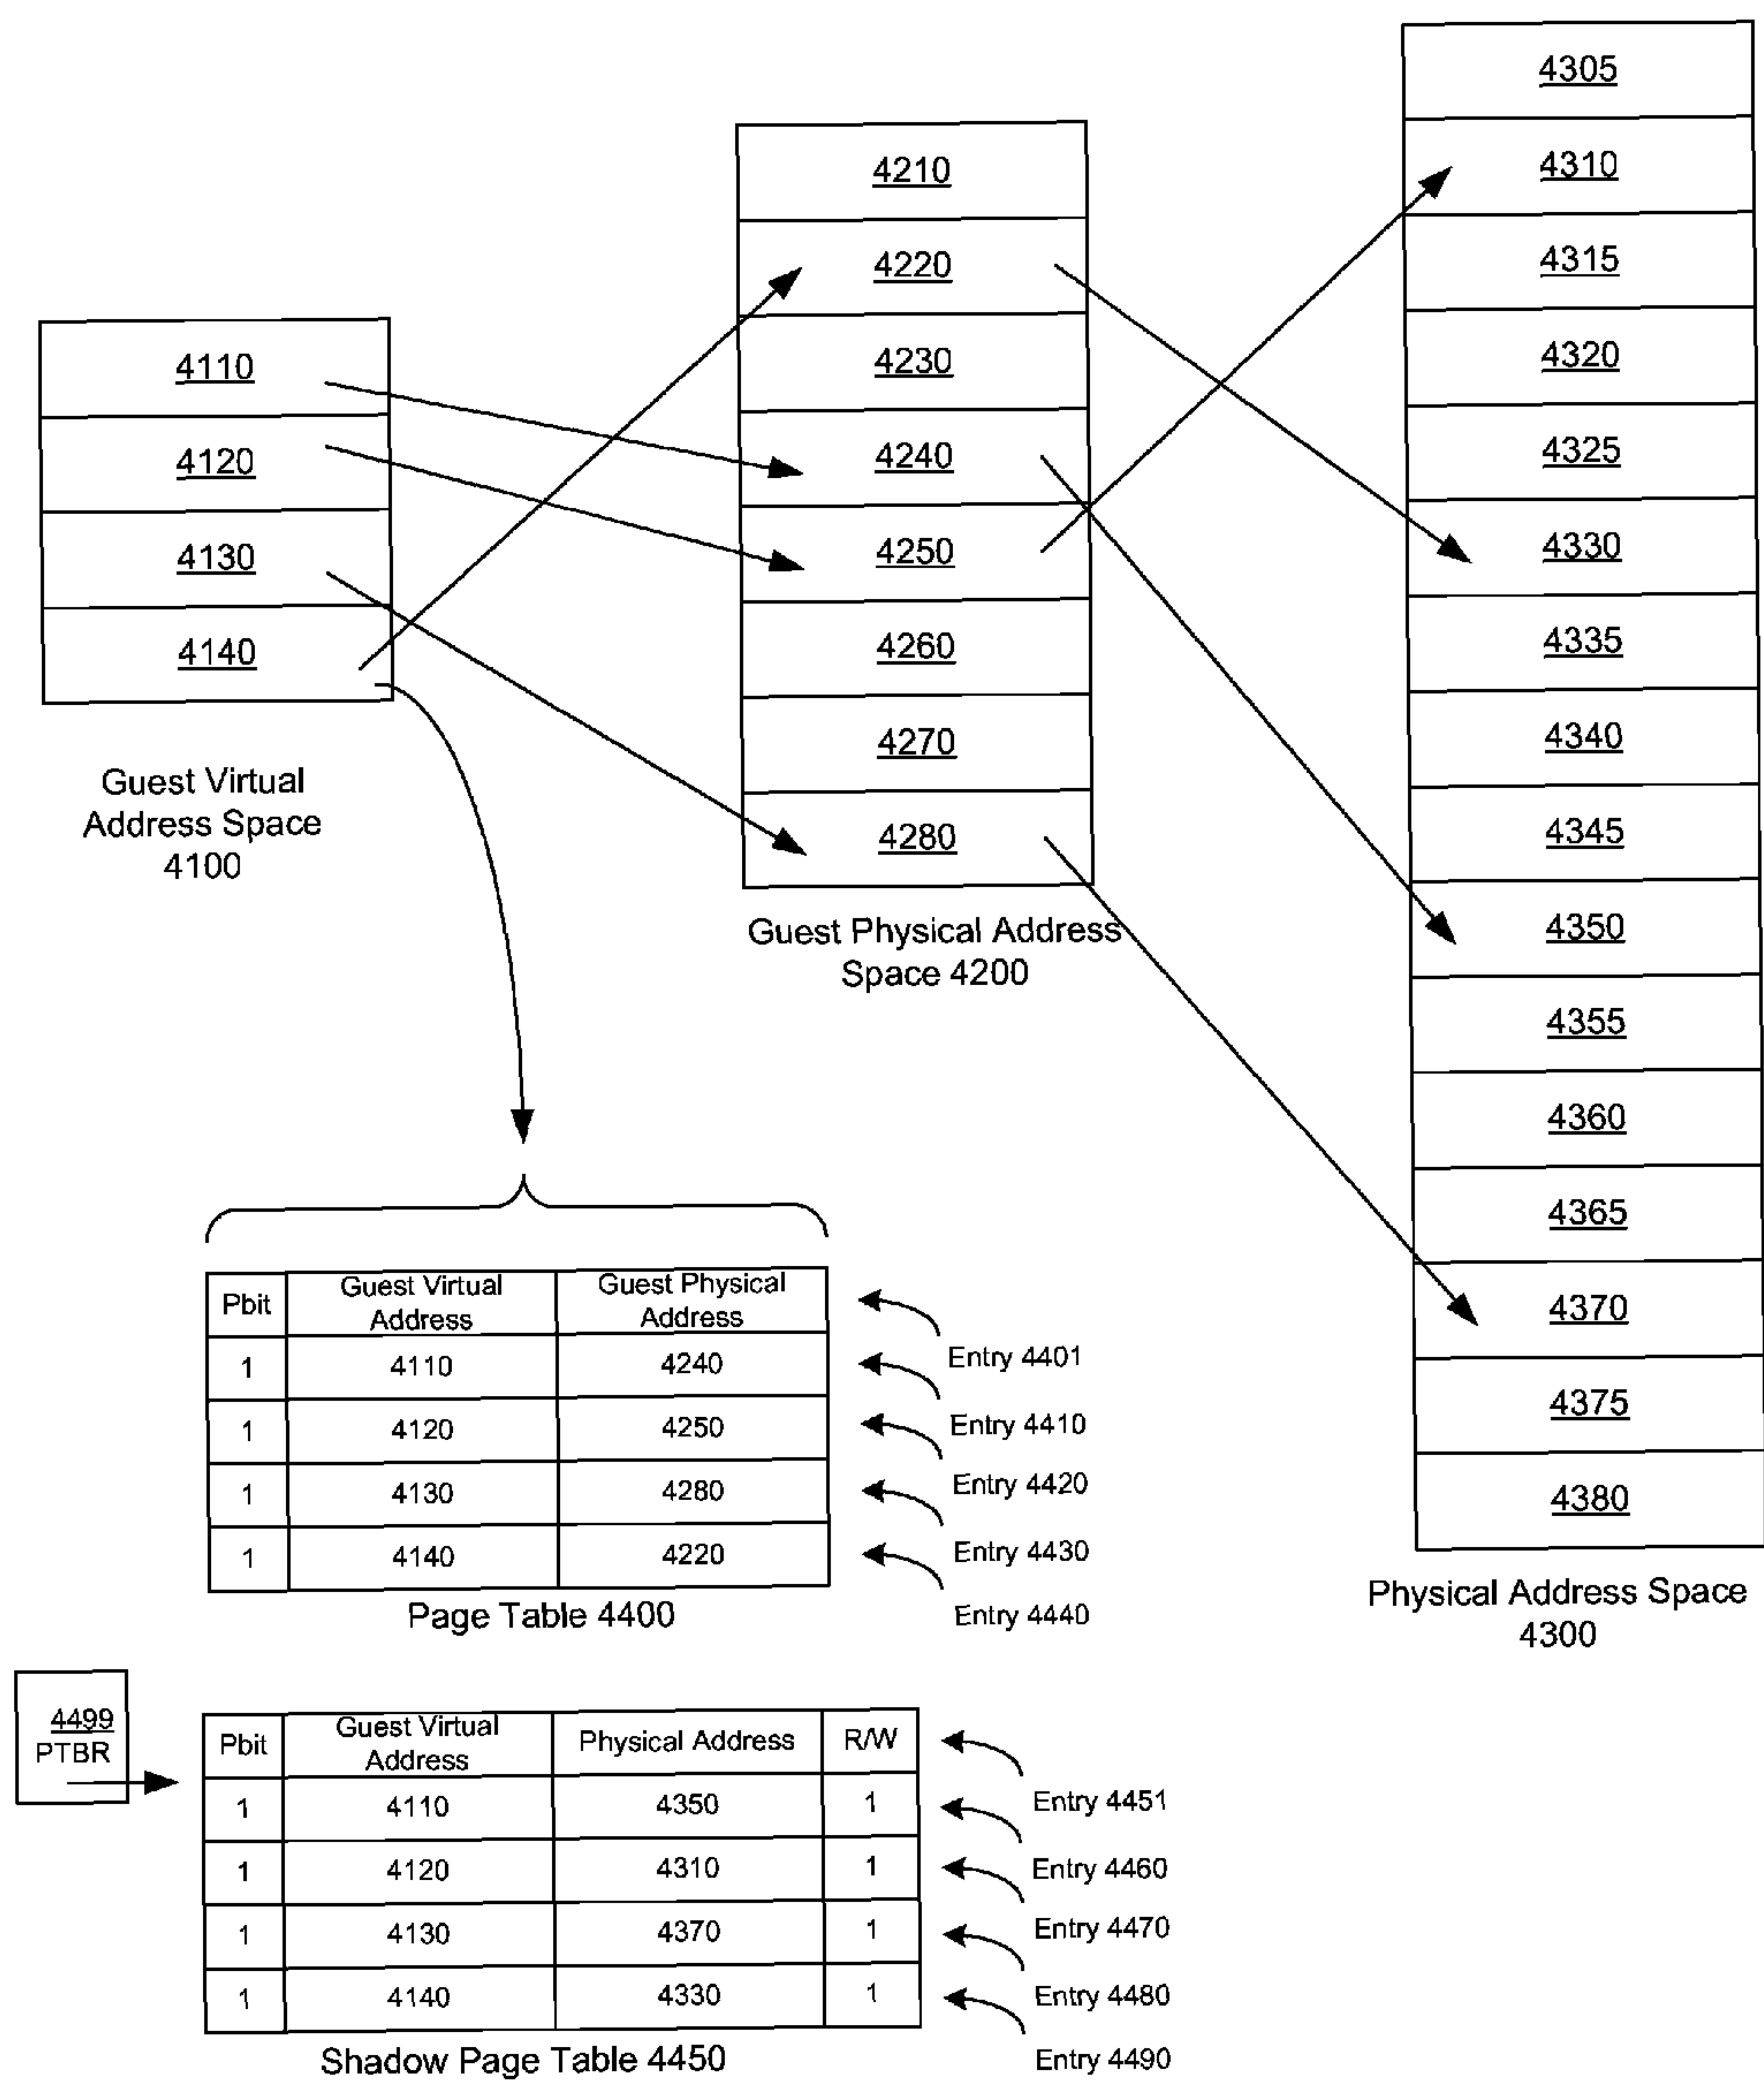 4110
4120
4130
4140
Guest Virtual
Address Space
4100
4210
4220
4230
4240
4250
4260
4270
4280
Guest Physical Address
Space 4200
4305
4310
4315
4320
4325
4330
4335
4340
4345
4350
4355
4360
4365
4370
4375
4380
Physical Address Space
4300
Pbit Guest Virtual Address Guest Physical Address
1 4110 4240
1 4120 4250
1 4130 4280
1 4140 4220
Entry 4401
Entry 4410
Entry 4420
Entry 4430
Entry 4440
Page Table 4400
4499
PTBR
Pbit Guest Virtual Address Physical Address R/W
1 4110 4350 1
1 4120 4310 1
1 4130 4370 1
1 4140 4330 1
Entry 4451
Entry 4460
Entry 4470
Entry 4480
Entry 4490
Shadow Page Table 4450